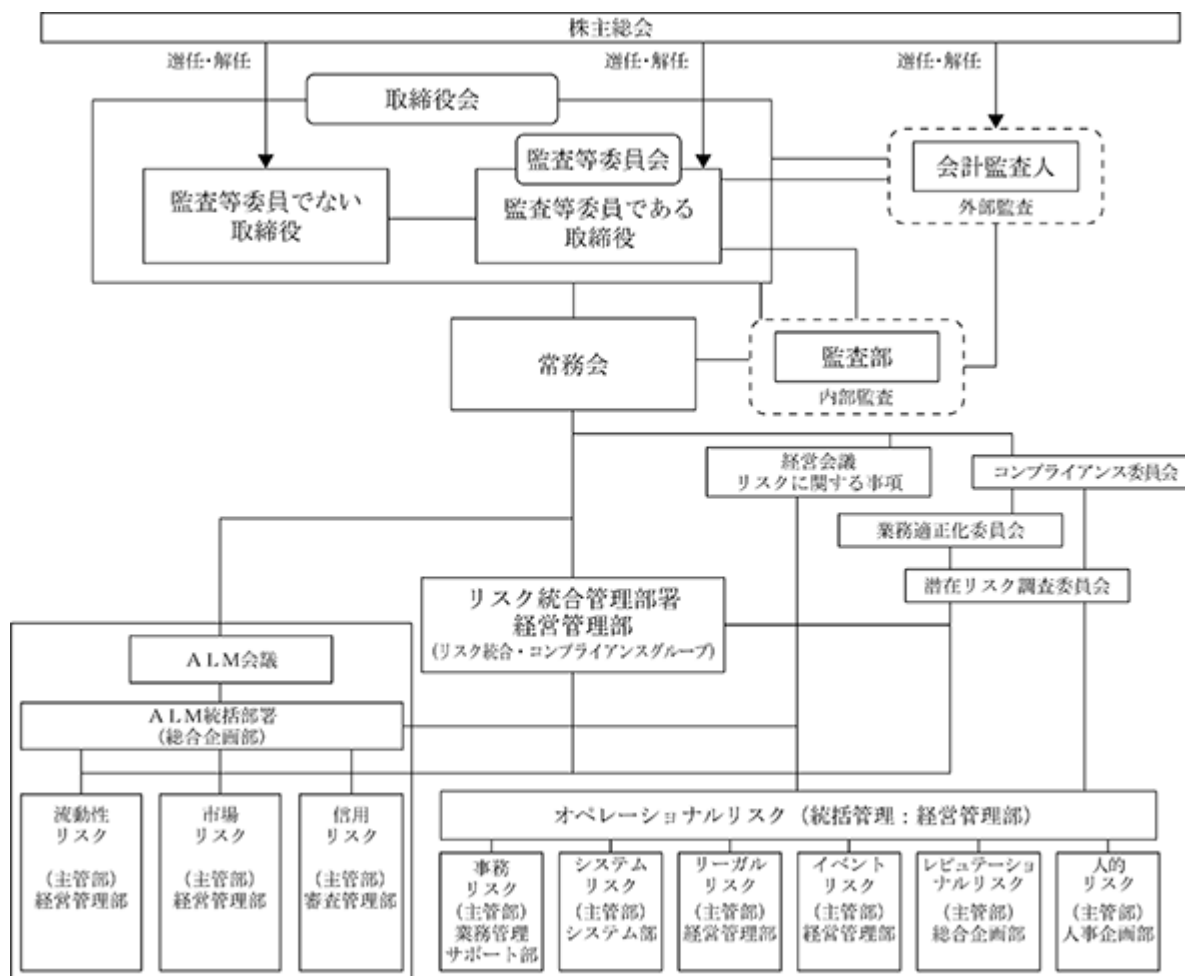 株主総会
選任・解任
選任・解任
選任・解任
取締役会
監査等委員会
監査等委員でない
取締役
監査等委員である
取締役
会計監査人
外部監査
常務会
監査部
内部監査
経営会議
リスクに関する事項
コンプライアンス委員会
業務適正化委員会
潜在リスク調査委員会
リスク統合管理部署
経営管理部
(リスク統合・コンプライアンスグループ)
ALM会議
ALM統括部署
(総合企画部)
流動性
リスク
(主管部)
経営管理部
市場
リスク
(主管部)
経営管理部
信用
リスク
(主管部)
審査管理部
オペレーショナルリスク（統括管理：経営管理部）
事務
リスク
(主管部)
業務管理
サポート部
システム
リスク
(主管部)
システム部
リーガル
リスク
(主管部)
経営管理部
イベント
リスク
(主管部)
経営管理部
レピュテーショ
ナルリスク
(主管部)
総合企画部
人的
リスク
(主管部)
人事企画部